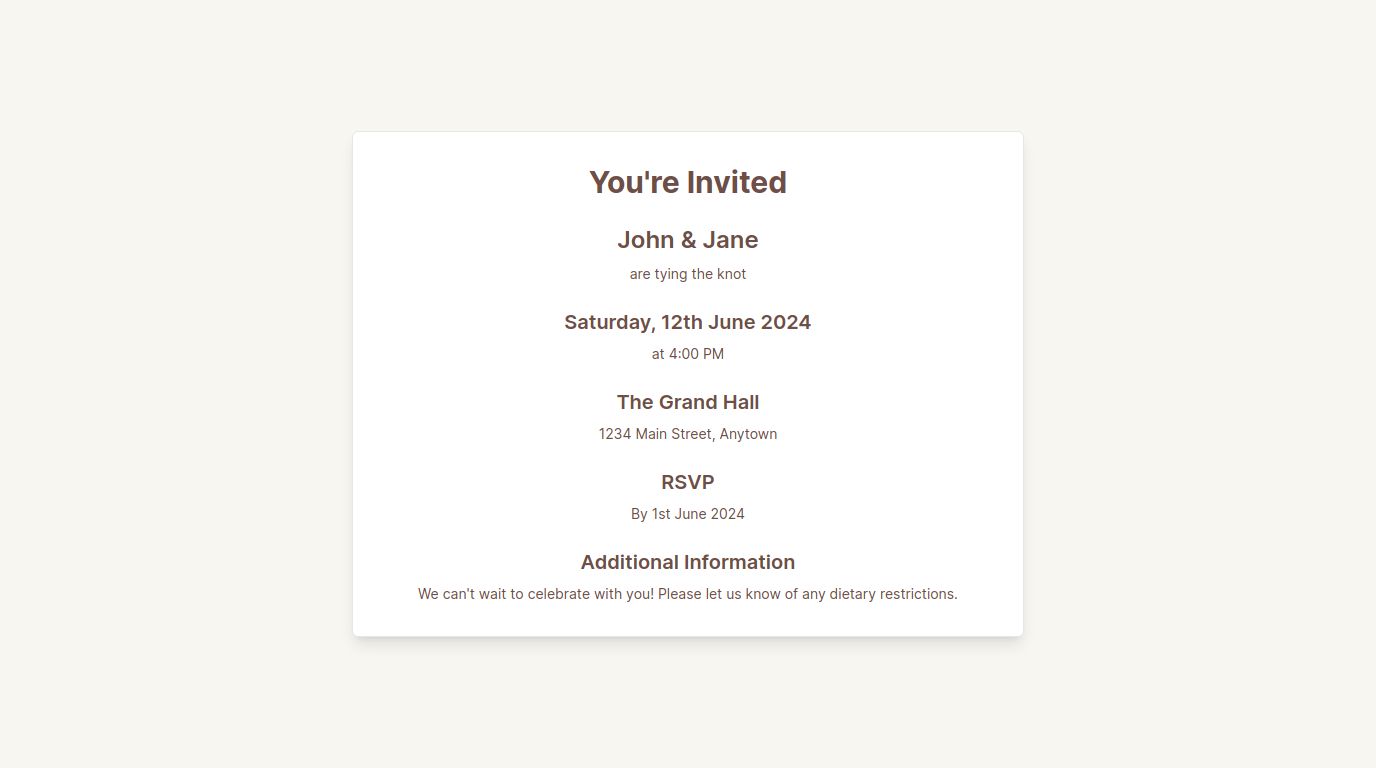 You're Invited
John & Jane
are tying the knot
Saturday, 12th June 2024
at 4:00 PM
The Grand Hall
1234 Main Street, Anytown
RSVP
By 1st June 2024
Additional Information
We can't wait to celebrate with you! Please let us know of any dietary restrictions.